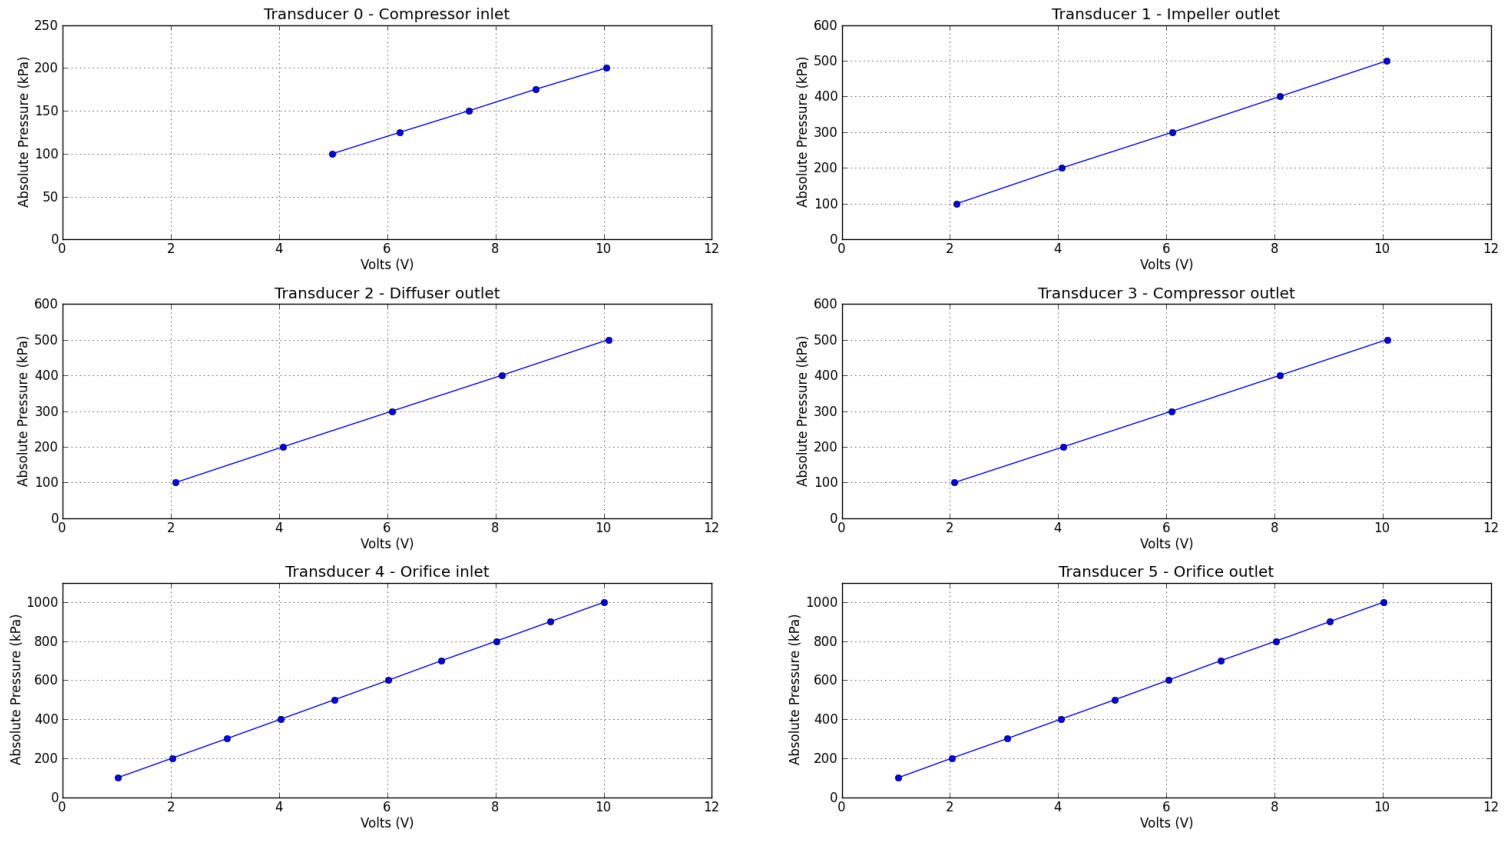 Transducer 0 - Compressor inlet
250
200
150
100
50
0
Absolute Pressure (kPa)
0 2 4 6 8 10 12
Volts (V)
Transducer 1 - Impeller outlet
600
500
400
300
200
100
0
Absolute Pressure (kPa)
0 2 4 6 8 10 12
Volts (V)
Transducer 2 - Diffuser outlet
600
500
400
300
200
100
0
Absolute Pressure (kPa)
0 2 4 6 8 10 12
Volts (V)
Transducer 3 - Compressor outlet
600
500
400
300
200
100
0
Absolute Pressure (kPa)
0 2 4 6 8 10 12
Volts (V)
Transducer 4 - Orifice inlet
1000
800
600
400
200
0
Absolute Pressure (kPa)
0 2 4 6 8 10 12
Volts (V)
Transducer 5 - Orifice outlet
1000
800
600
400
200
0
Absolute Pressure (kPa)
0 2 4 6 8 10 12
Volts (V)